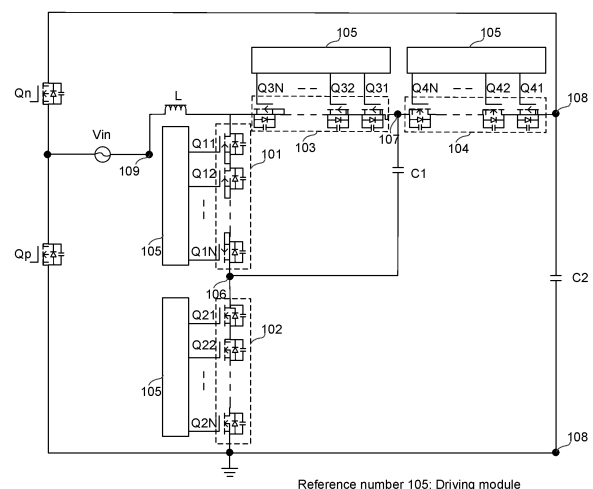 105
105
Qn
Q3N
Q32
Q31
Q4N
Q42
Q41
108
L
Vin
109
Q11
Q12
Q1N
101
103
107
104
C1
105
106
C2
Qp
Q21
Q22
Q2N
102
105
108
Reference number 105: Driving module